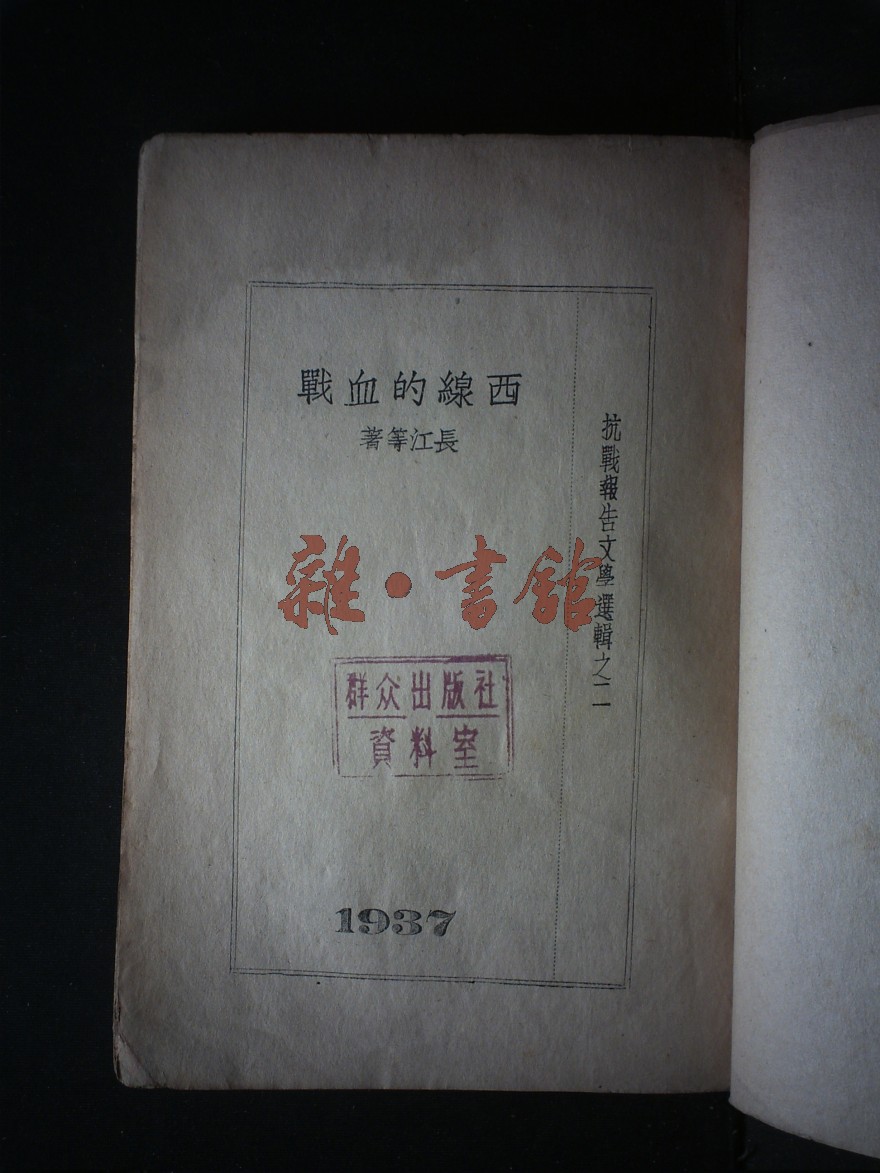 西線的血戰
長江等著
抗戰報告文學選輯之二
雜·書館
群众出版社
資料室
1937